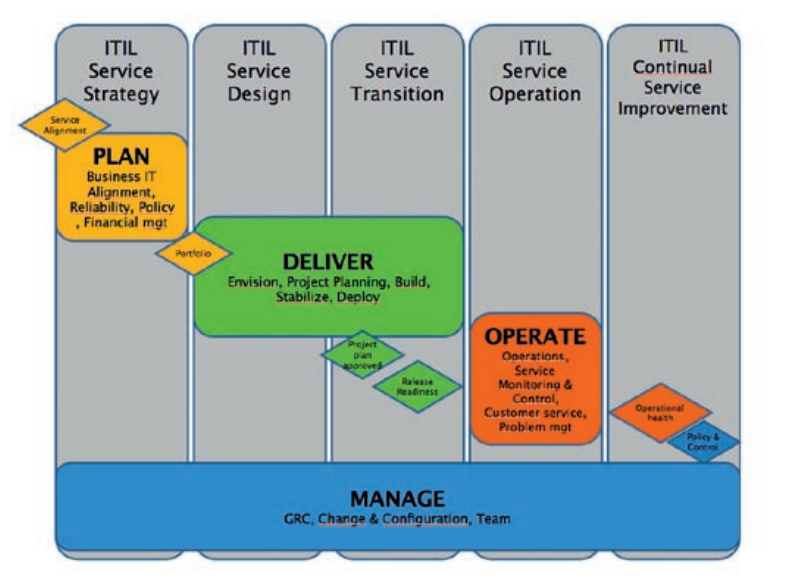 ITIL
Service
Strategy
ITIL
Service
Design
ITIL
Service
Transition
ITIL
Service
Operation
ITIL
Continual
Service
Improvement
Service
Alignment
PLAN
Business IT
Alignment,
Reliability, Policy
, Financial mgt
Portfolio
DELIVER
Envision, Project Planning, Build,
Stabilize, Deploy
Project
plan
approved
Release
Readiness
OPERATE
Operations,
Service
Monitoring &
Control,
Customer service,
Problem mgt
Operational
health
Policy &
Control
MANAGE
GRC, Change & Configuration, Team